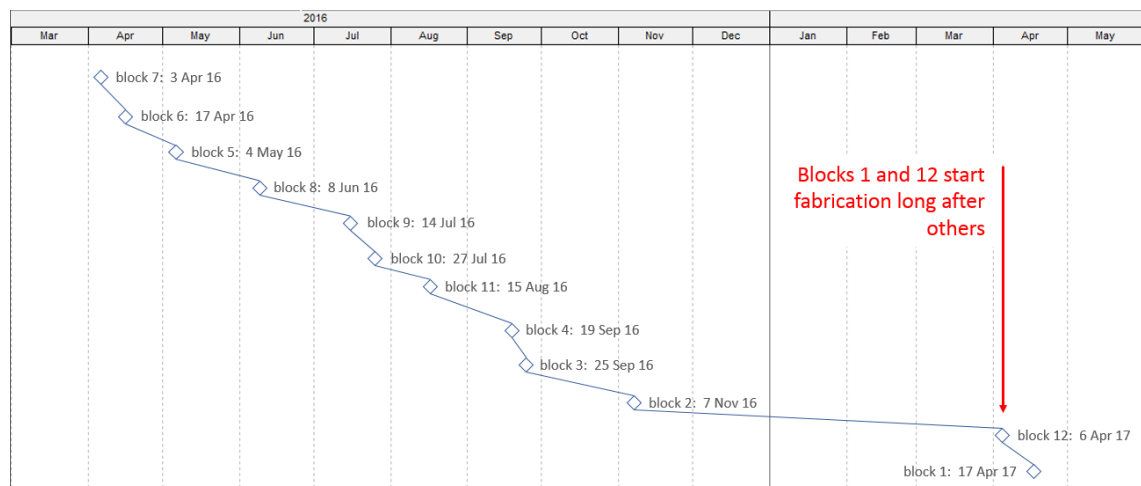 2016
Mar Apr May Jun Jul Aug Sep Oct Nov Dec Jan Feb Mar Apr May
block 7: 3 Apr 16
block 6: 17 Apr 16
block 5: 4 May 16
Blocks 1 and 12 start
fabrication long after
others
block 8: 8 Jun 16
block 9: 14 Jul 16
block 10: 27 Jul 16
block 11: 15 Aug 16
block 4: 19 Sep 16
block 3: 25 Sep 16
block 2: 7 Nov 16
block 12: 6 Apr 17
block 1: 17 Apr 17